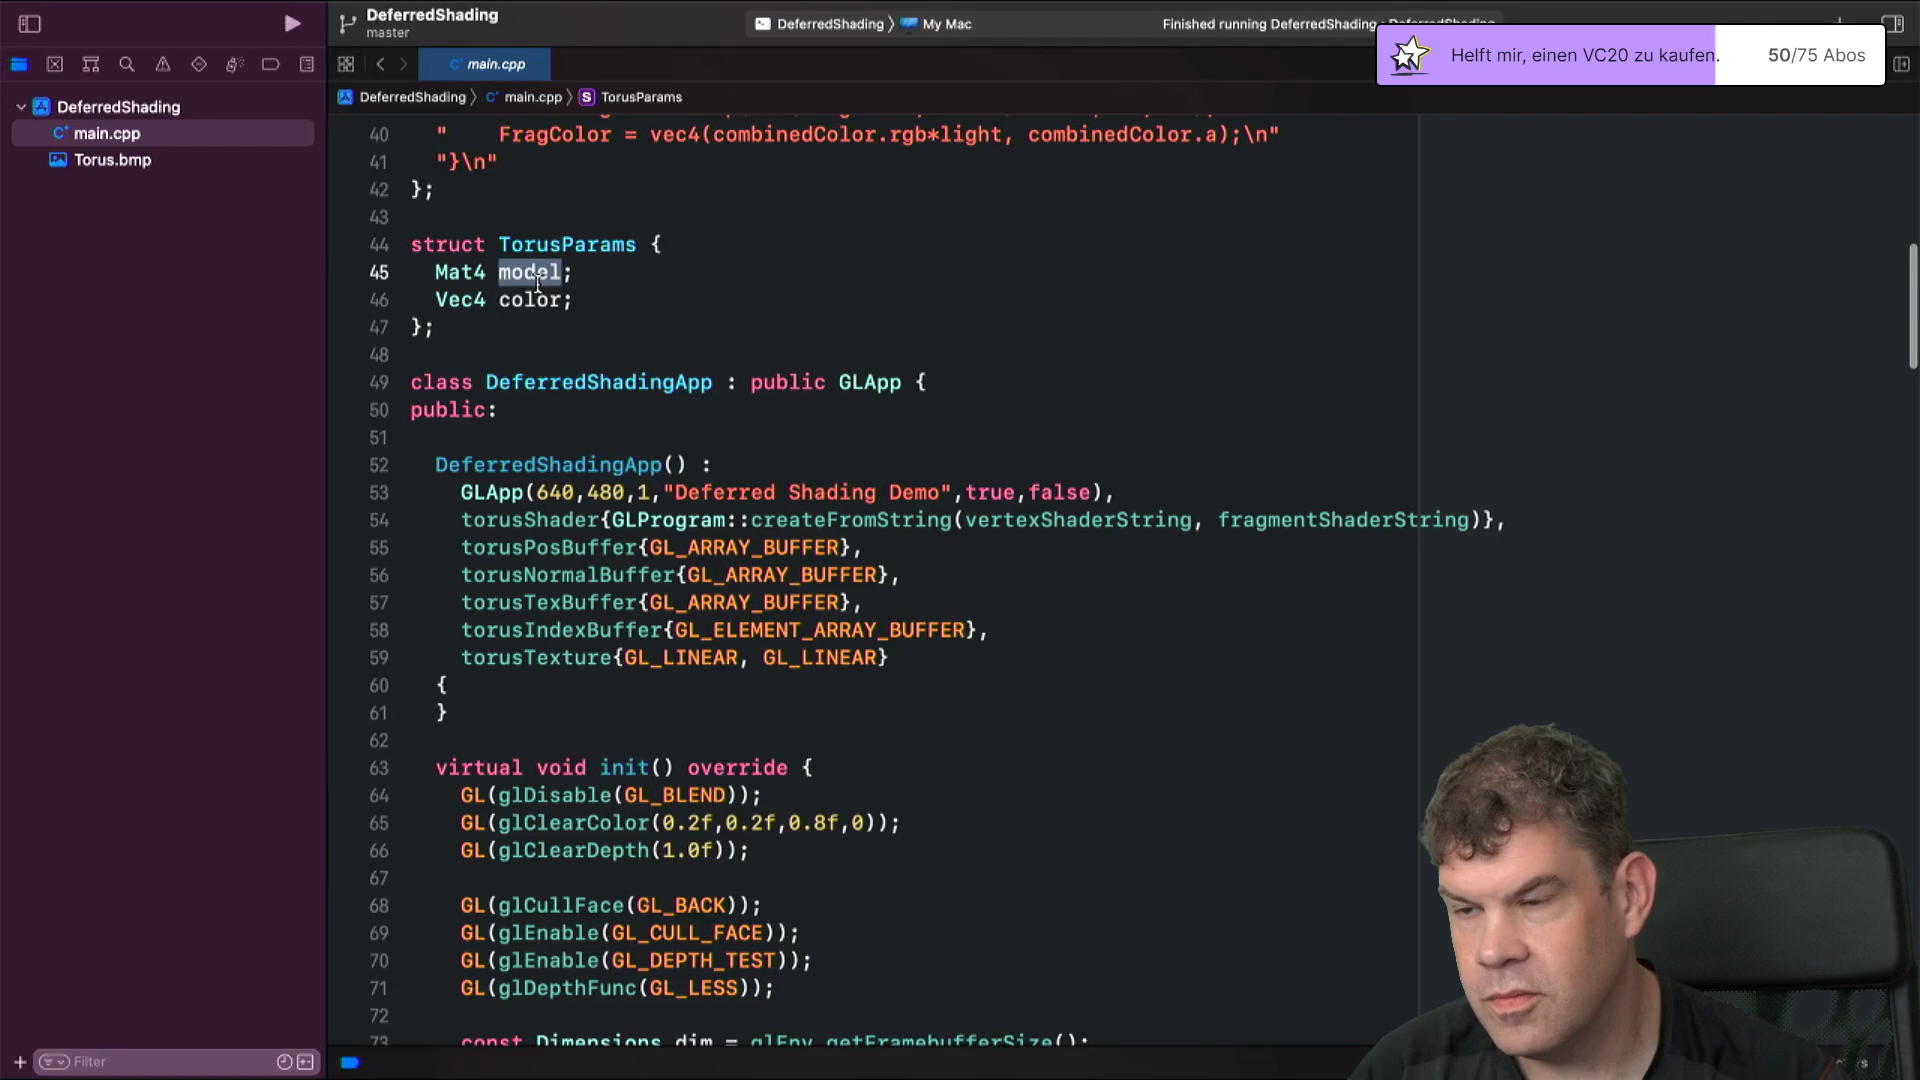 DeferredShading
master
DeferredShading 〉 My Mac
Finished running DeferredShading : DeferredShading
Helft mir, einen VC20 zu kaufen.
50/75 Abos
main.cpp
DeferredShading 〉 main.cpp 〉 S TorusParams
DeferredShading
main.cpp
Torus.bmp
40 "    FragColor = vec4(combinedColor.rgb*light, combinedColor.a);\n"
41 "}\n"
42 };
43
44 struct TorusParams {
45 Mat4 model;
46 Vec4 color;
47 };
48
49 class DeferredShadingApp : public GLApp {
50 public:
51
52 DeferredShadingApp() :
53 GLApp(640,480,1,"Deferred Shading Demo",true,false),
54 torusShader{GLProgram::createFromString(vertexShaderString, fragmentShaderString)},
55 torusPosBuffer{GL_ARRAY_BUFFER},
56 torusNormalBuffer{GL_ARRAY_BUFFER},
57 torusTexBuffer{GL_ARRAY_BUFFER},
58 torusIndexBuffer{GL_ELEMENT_ARRAY_BUFFER},
59 torusTexture{GL_LINEAR, GL_LINEAR}
60 {
61 }
62
63 virtual void init() override {
64 GL(glDisable(GL_BLEND));
65 GL(glClearColor(0.2f,0.2f,0.8f,0));
66 GL(glClearDepth(1.0f));
67
68 GL(glCullFace(GL_BACK));
69 GL(glEnable(GL_CULL_FACE));
70 GL(glEnable(GL_DEPTH_TEST));
71 GL(glDepthFunc(GL_LESS));
72
73 const Dimensions dim = glEnv.getFramebufferSize();
Filter